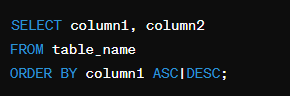 SELECT column1, column2
FROM table_name
ORDER BY column1 ASC|DESC;